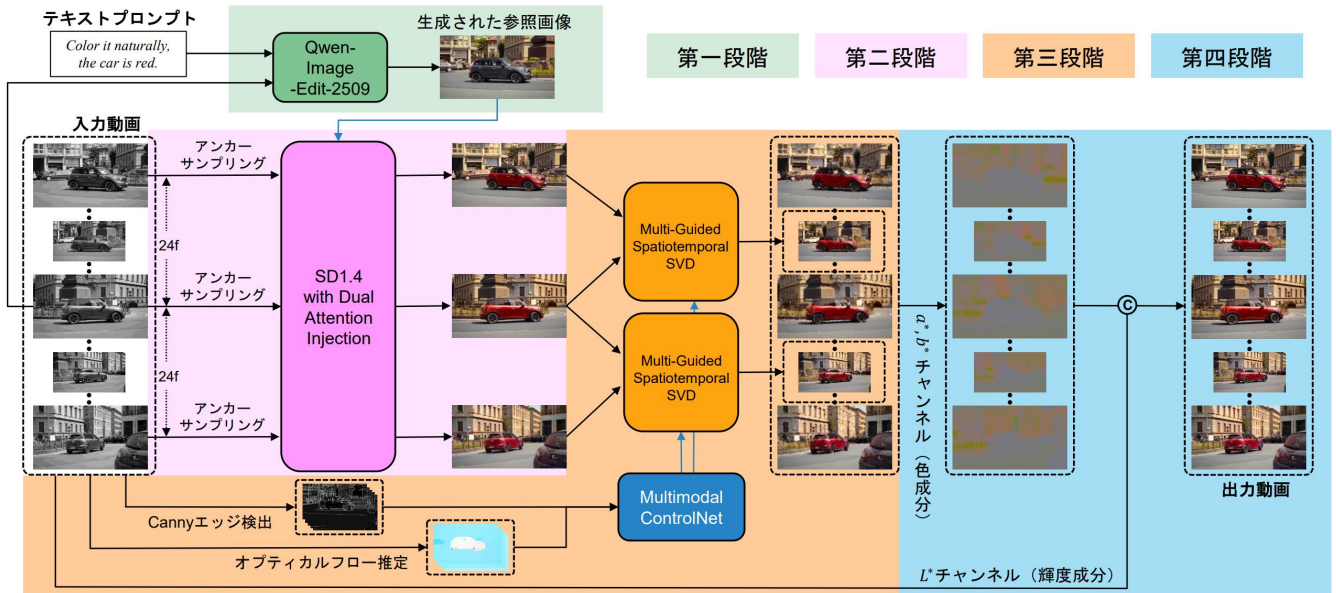 テキストプロンプト
Color it naturally,
the car is red.
Qwen-
Image
-Edit-2509
生成された参照画像
第一段階
第二段階
第三段階
第四段階
入力動画
アンカー
サンプリング
24f
アンカー
サンプリング
24f
アンカー
サンプリング
SD1.4
with Dual
Attention
Injection
Multi-Guided
Spatiotemporal
SVD
Multi-Guided
Spatiotemporal
SVD
Multimodal
ControlNet
Cannyエッジ検出
オプティカルフロー推定
a*,b*チャンネル（色成分）
C
L*チャンネル（輝度成分）
出力動画